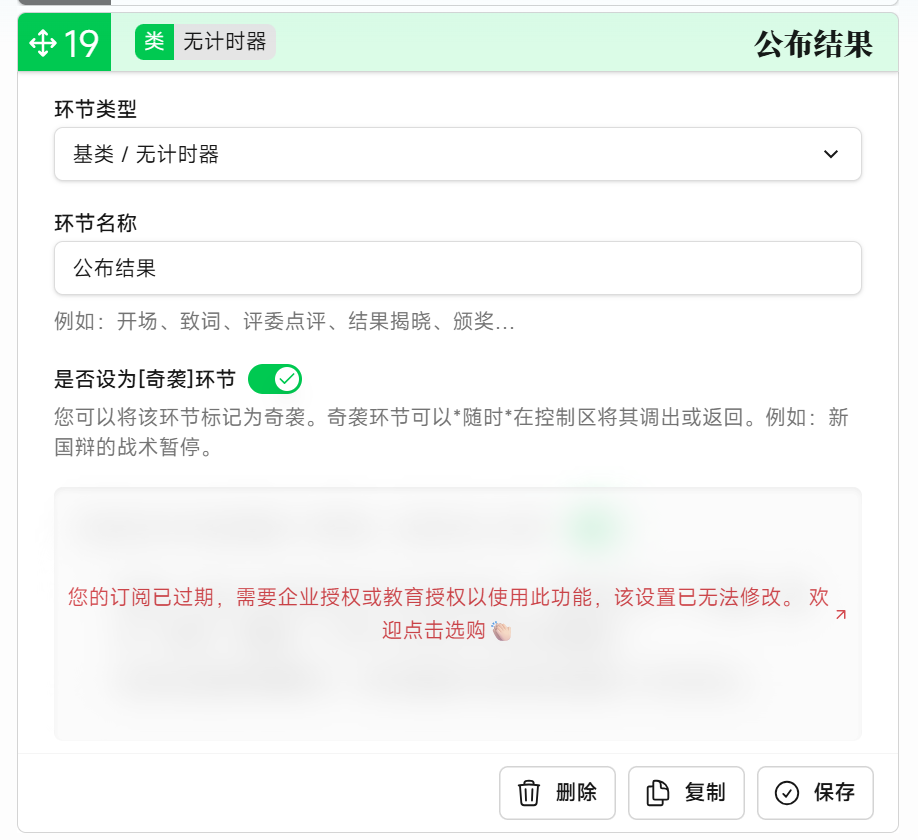 19 类 无计时器 公布结果
环节类型
基类 / 无计时器
环节名称
公布结果
例如：开场、致词、评委点评、结果揭晓、颁奖...
是否设为[奇袭]环节
您可以将该环节标记为奇袭。奇袭环节可以*随时*在控制区将其调出或返回。例如：新
国辩的战术暂停。
您的订阅已过期，需要企业授权或教育授权以使用此功能，该设置已无法修改。 欢
迎点击选购👏🏻
删除 复制 保存